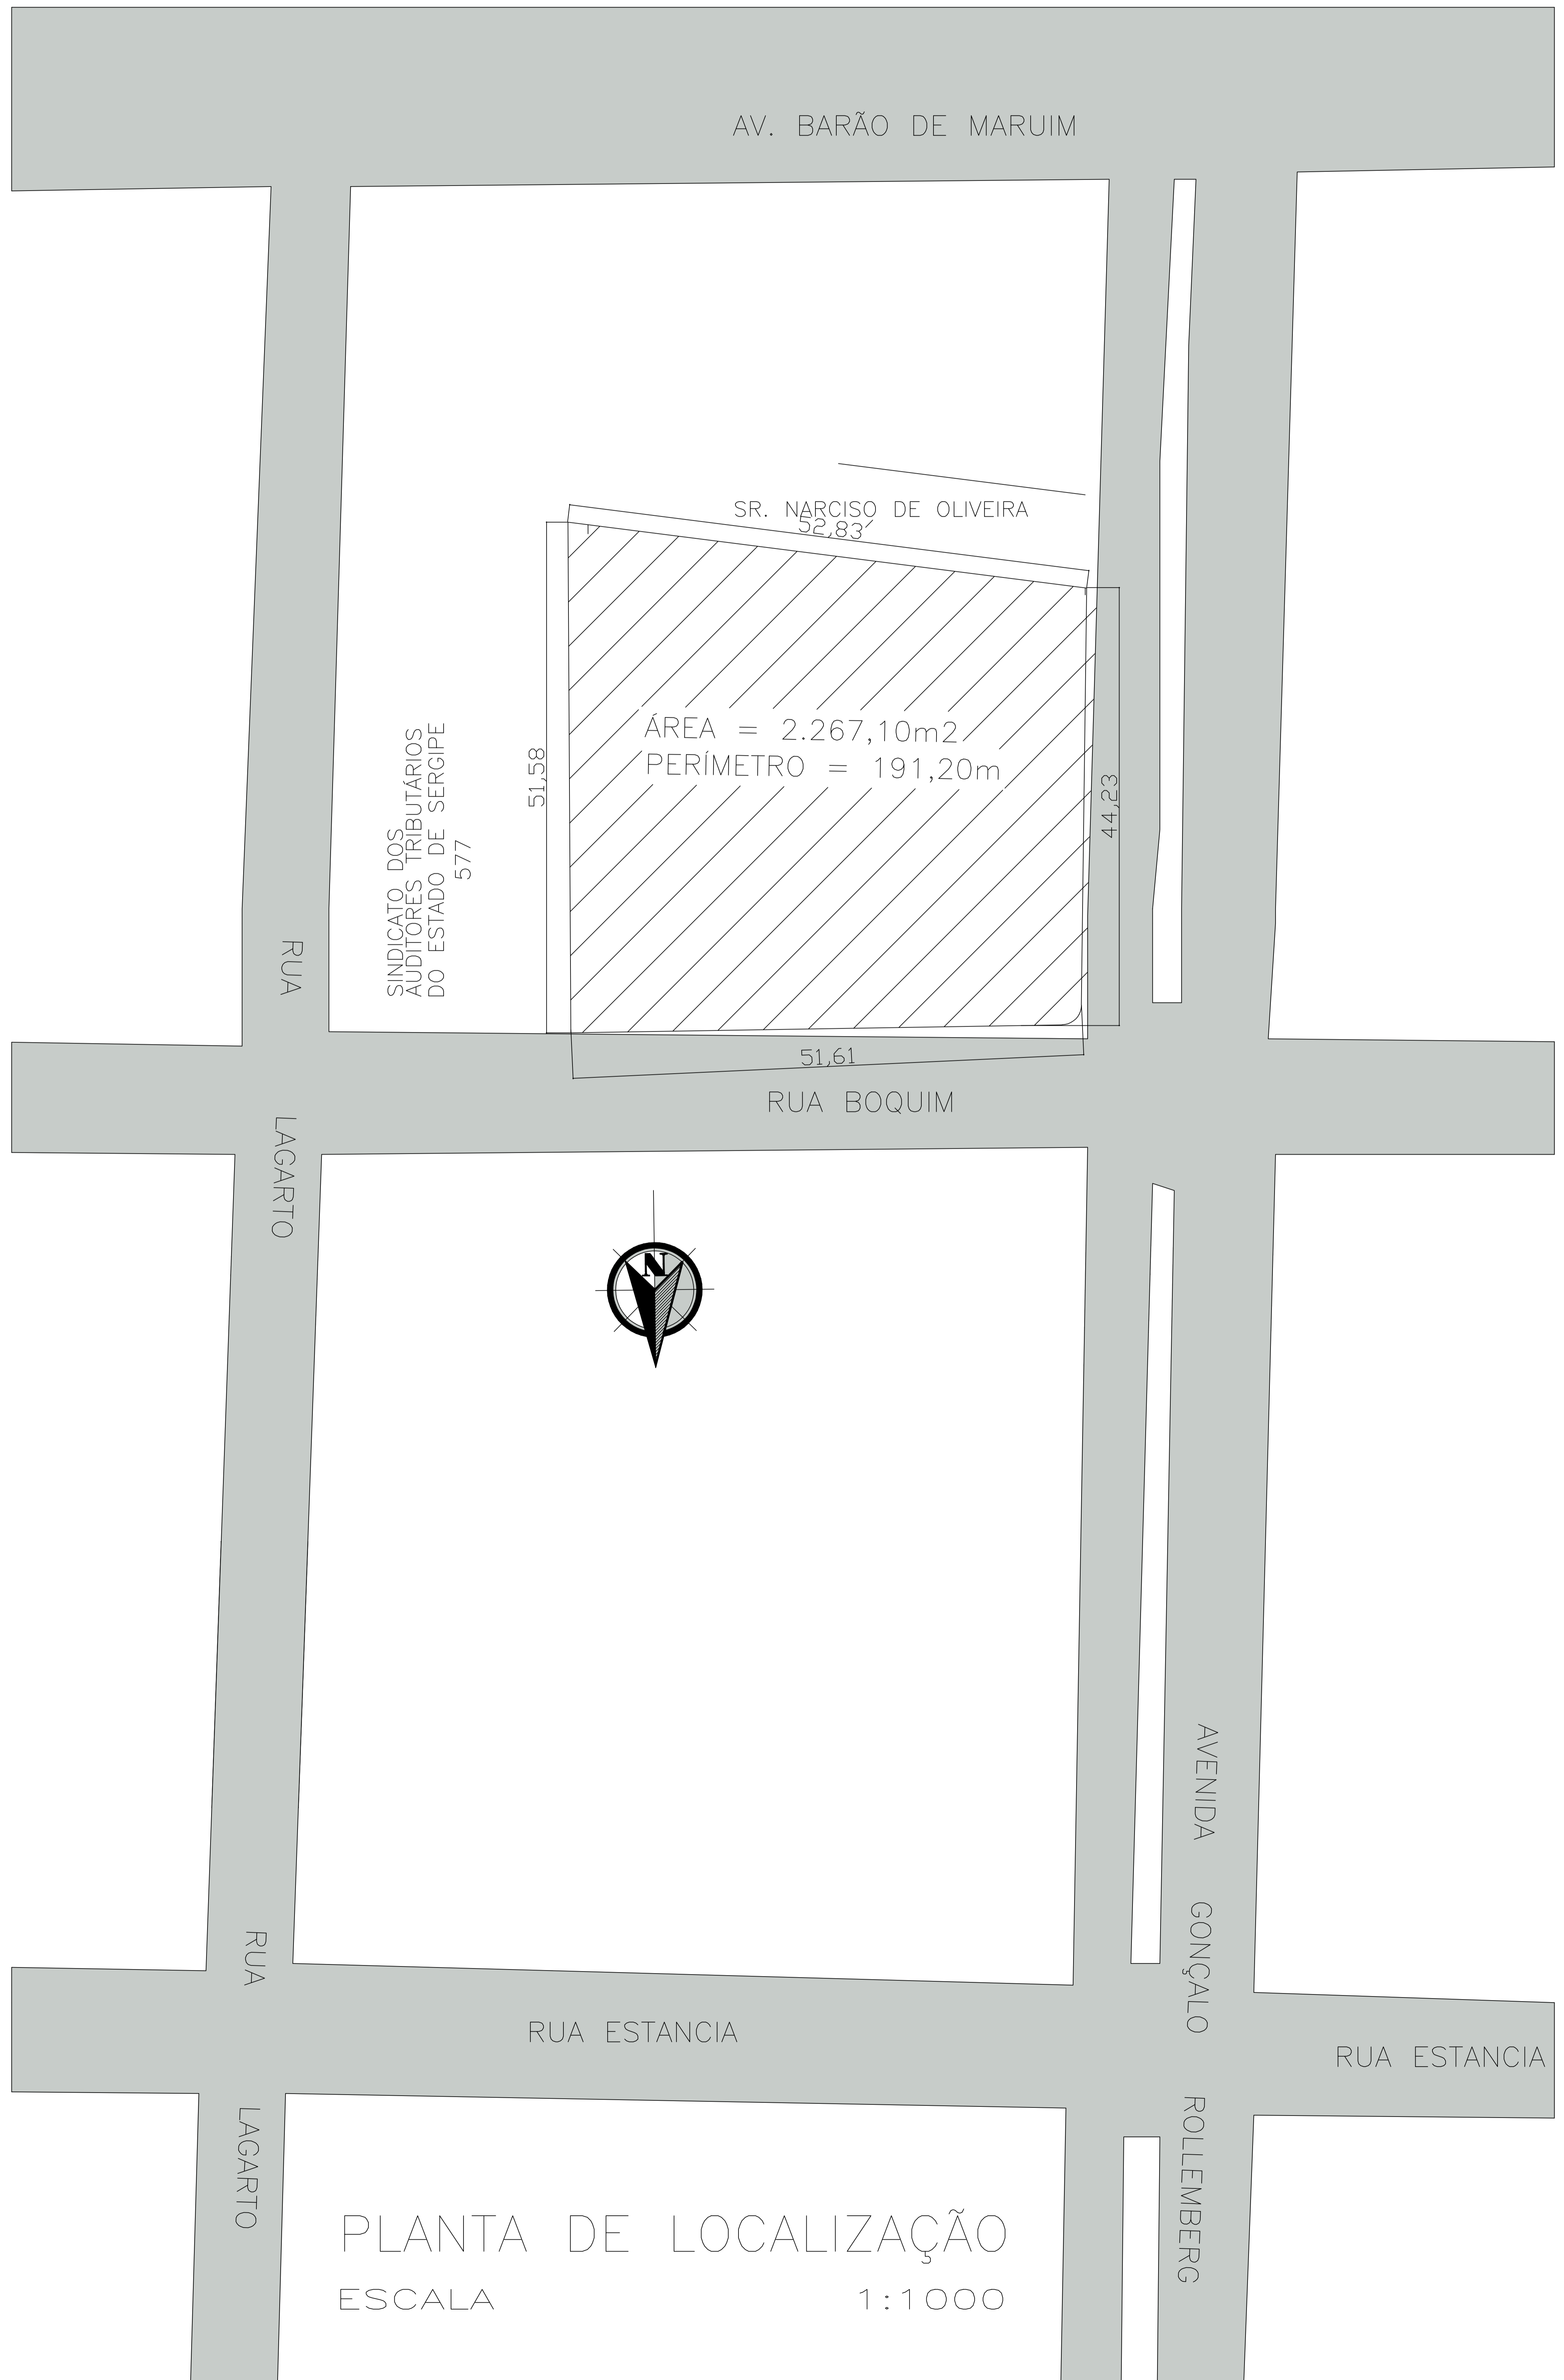 AV. BARÃO DE MARUIM
SR. NARCISO DE OLIVEIRA
52,83
ÁREA = 2.267,10m2
PERÍMETRO = 191,20m
51,58
44,23
SINDICATO DOS
AUDITORES TRIBUTÁRIOS
DO ESTADO DE SERGIPE
577
51,61
RUA BOQUIM
RUA LAGARTO
N
AVENIDA GONÇALO ROLLEMBERG
RUA LAGARTO
RUA ESTANCIA
RUA ESTANCIA
PLANTA DE LOCALIZAÇÃO
ESCALA 1:1000